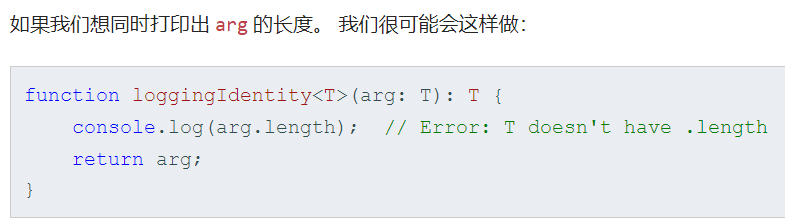 如果我们想同时打印出 arg 的长度。 我们很可能会这样做:
function loggingIdentity<T>(arg: T): T {
    console.log(arg.length);  // Error: T doesn't have .length
    return arg;
}